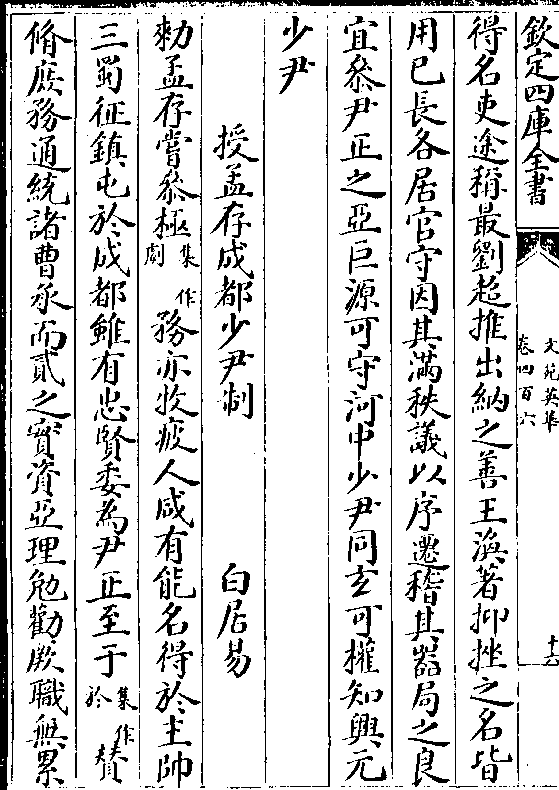 欽定四庫全書
文苑英華
卷四百六
十六
得名吏途稱最劉超推出納之善王渙著抑挫之名皆
用已長各居官守因其滿秩議以序遷稽其器局之良
宜叅尹正之亞巨源可守河中少尹同玄可權知興元
少尹
授孟存成都少尹制 白居易
勅孟存嘗叅極集作劇務亦牧疲人咸有能名得於主帥
三蜀征鎮屯於成都雖有忠賢委為尹正至于集作於賛
脩庶務通統諸曹丞而貳之實資亞理勉勸厥職無累